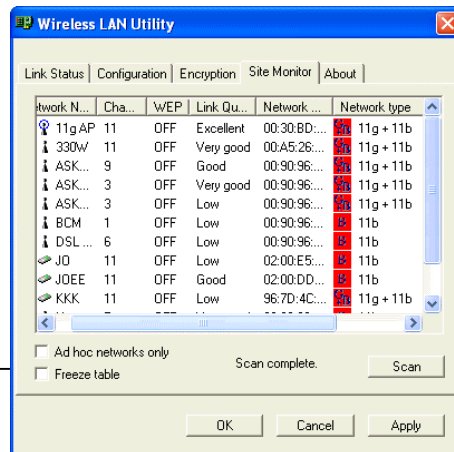 Wireless LAN Utility
Link Status Configuration Encryption Site Monitor About
etwork N... Cha... WEP Link Qu... Network ... Network type
11g AP 11 OFF Excellent 00:30:BD:... 11g + 11b
330W 11 OFF Very good 00:A5:26:... 11g + 11b
ASK... 9 OFF Good 00:90:96:... 11g + 11b
ASK... 3 OFF Very good 00:90:96:... 11g + 11b
ASK... 3 OFF Low 00:90:96:... 11g + 11b
BCM 1 OFF Low 00:90:96:... 11b
DSL ... 6 OFF Low 00:90:96:... 11b
JO 11 OFF Low 02:00:E5:... 11b
JOEE 11 OFF Good 02:00:DD... 11b
KKK 11 OFF Low 96:7D:4C:... 11g + 11b
Ad hoc networks only
Scan complete.
Scan
Freeze table
OK Cancel Apply